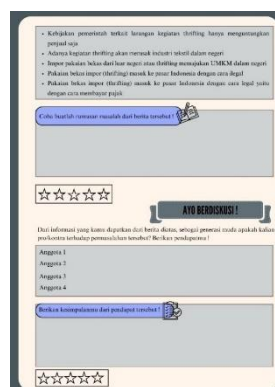 • Kebijakan pemerintah terkait larangan kegiatan thrifting hanya menguntungkan
penjual saja
• Adanya kegiatan thrifting akan merusak industri tekstil dalam negeri
• Impor pakaian bekas dari luar negeri atau thrifting memajukan UMKM dalam negeri
• Pakaian bekas impor (thrifting) masuk ke pasar Indonesia dengan cara ilegal
• Pakaian bekas impor (thrifting) masuk ke pasar Indonesia dengan cara legal yaitu
dengan cara membayar pajak
Coba buatlah rumusan masalah dari berita tersebut !
AYO BERDISKUSI !
Dari informasi yang kamu dapatkan dari berita diatas, sebagai generasi muda apakah kalian
pro/kontra terhadap permasalahan tersebut? Berikan pendapatmu !
Anggota 1
Anggota 2
Anggota 3
Anggota 4
Berikan kesimpulanmu dari pendapat tersebut !